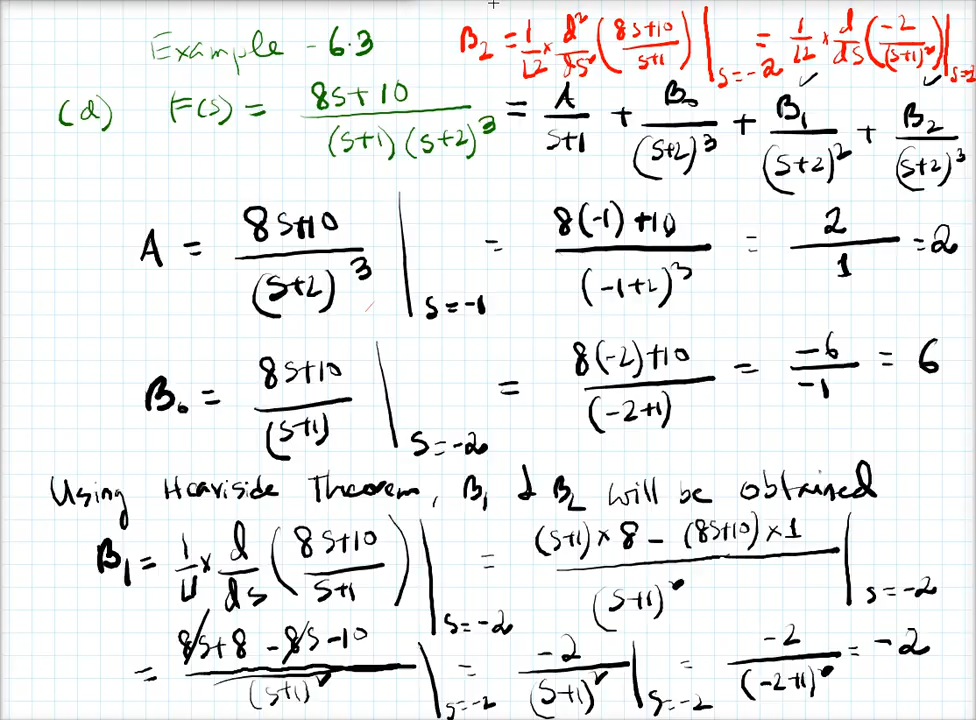 Example - 6.3
B₂ = 1/∟2 × d²/ds² ((8s+10)/(s+1)) |s=-2 = 1/∟2 × d/ds (-2/(s+1)²) |s=-2
(d) F(s) = (8s+10)/((s+1)(s+2)³) = A/(s+1) + B₀/(s+2)³ + B₁/(s+2)² + B₂/(s+2)³
A = (8s+10)/(s+2)³ |s=-1 = (8(-1)+10)/(-1+2)³ = 2/1 = 2
B₀ = (8s+10)/(s+1) |s=-2 = (8(-2)+10)/(-2+1) = -6/-1 = 6
Using Heaviside Theorem, B₁ & B₂ will be obtained
B₁ = 1/∟1 × d/ds ((8s+10)/(s+1)) |s=-2 = ((s+1)×8 - (8s+10)×1)/(s+1)² |s=-2
= (8s+8-8s-10)/(s+1)² |s=-2 = -2/(s+1)² |s=-2 = -2/(-2+1)² = -2